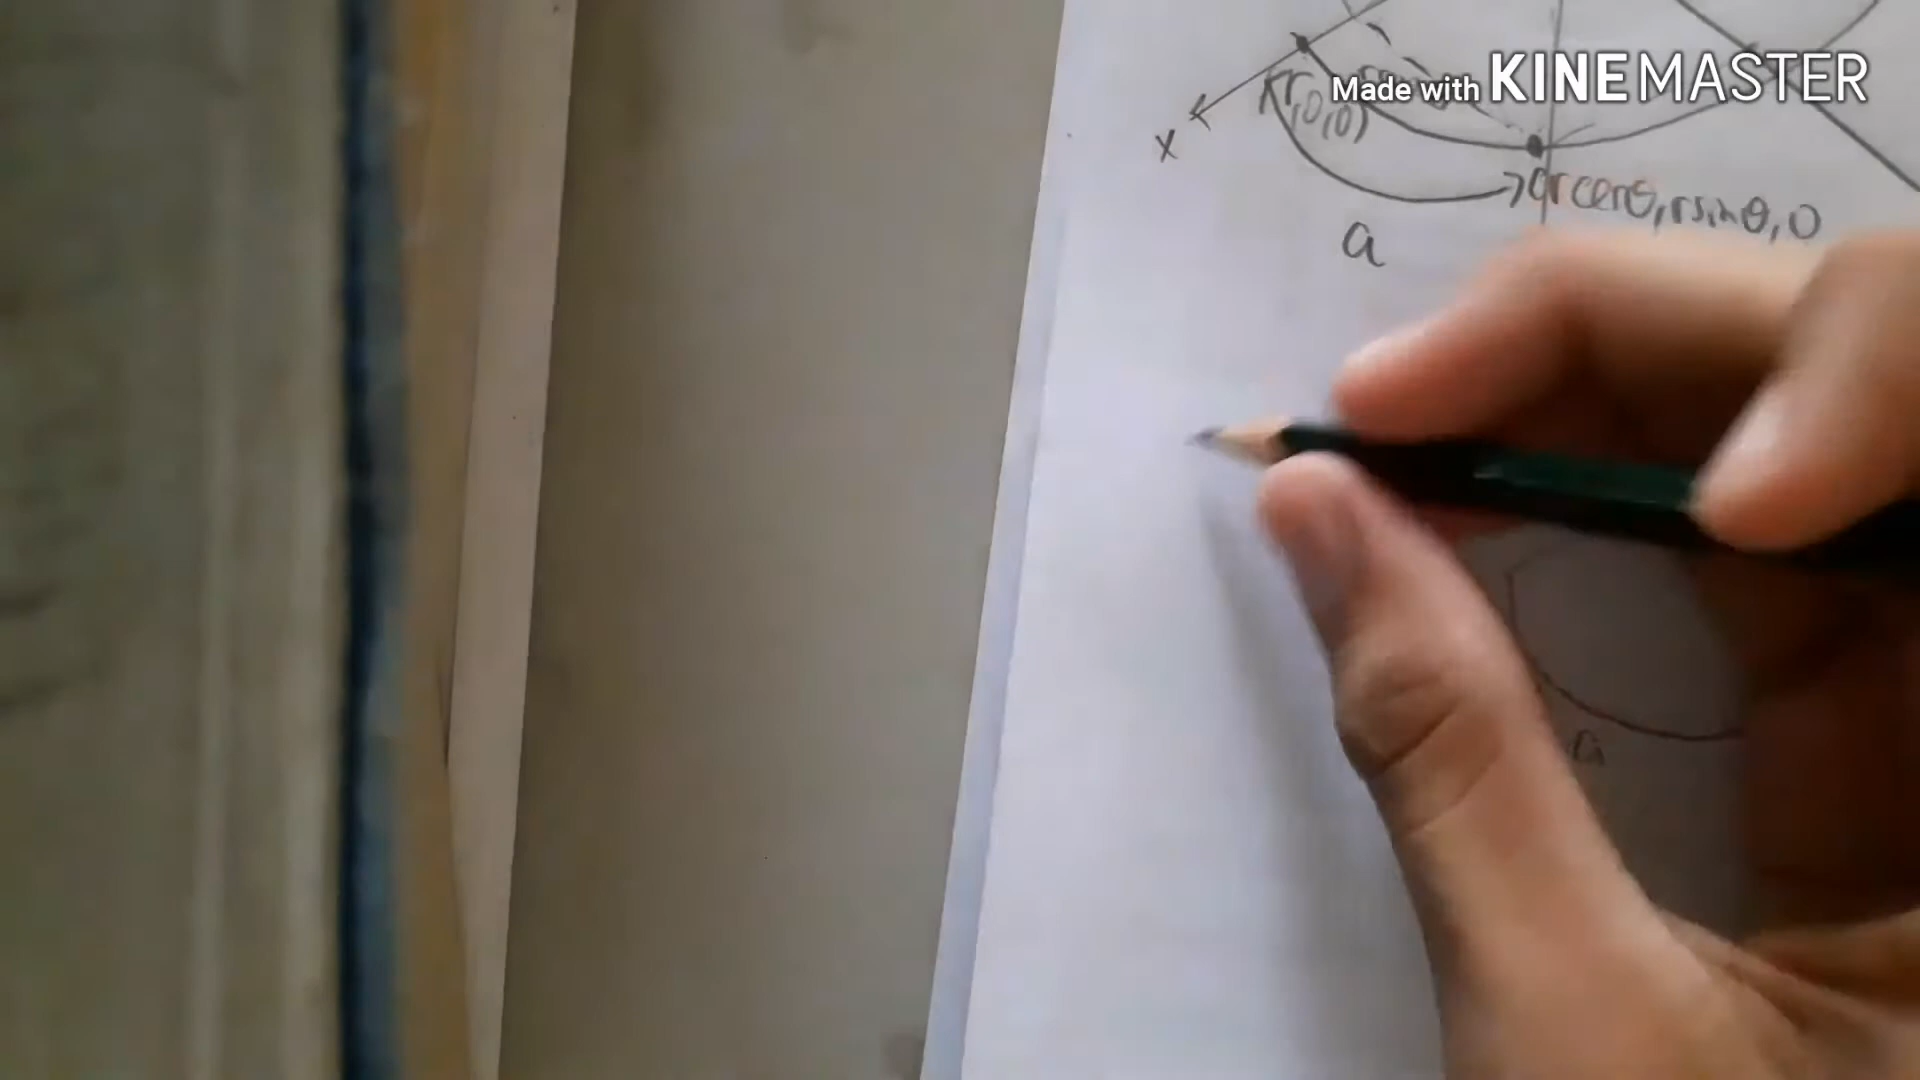 Made with KINEMASTER
(r,0,0)
x
rcosθ, rsinθ, 0
a
a